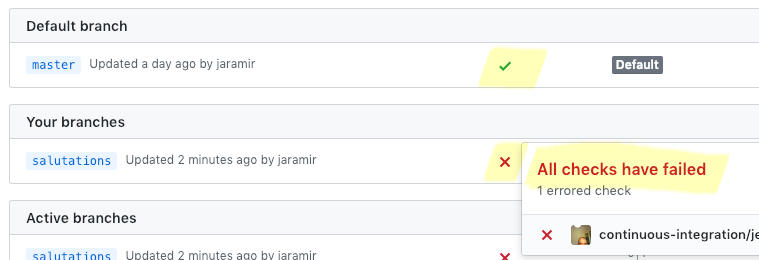 Default branch
master Updated a day ago by jaramir Default
Your branches
salutations Updated 2 minutes ago by jaramir
All checks have failed
1 errored check
Active branches
continuous-integration/je
salutations Updated 2 minutes ago by jaramir